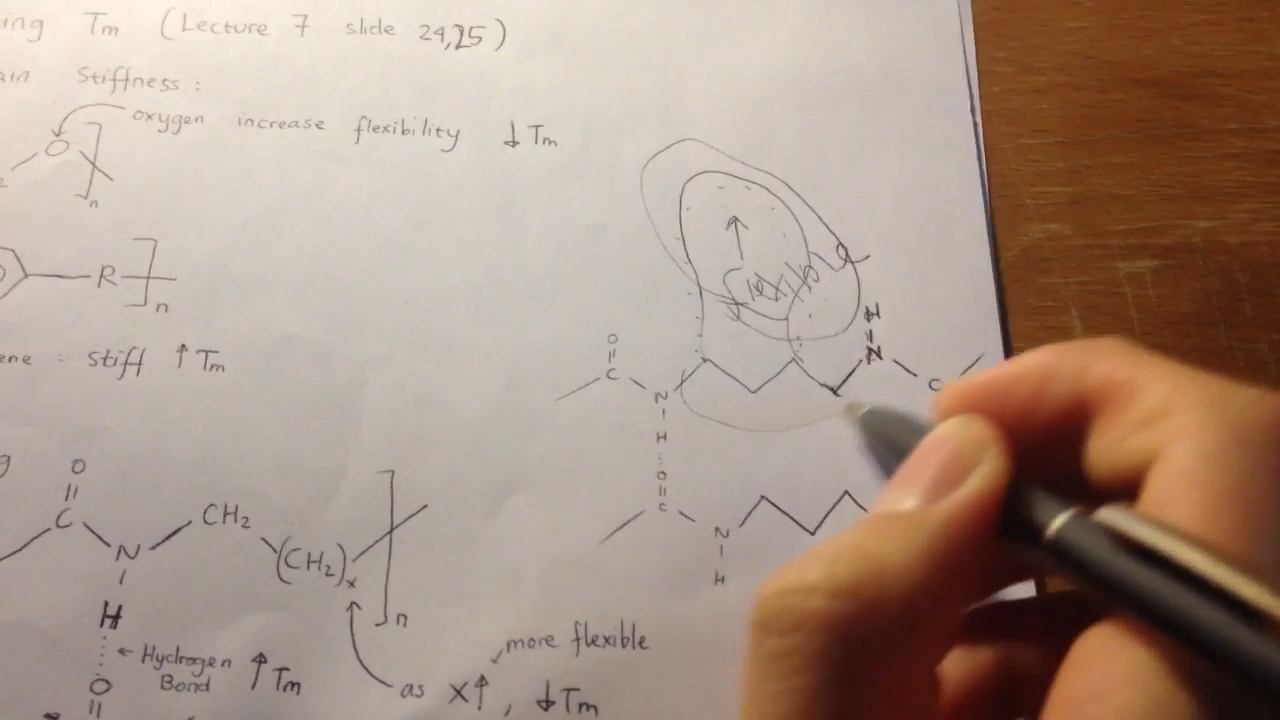 ing Tm (Lecture 7 slide 24,25)
ain Stiffness :
oxygen increase flexibility ↓ Tm
O
n
R
n
ene : stiff ↑ Tm
g
O
C
N
H
CH2
(CH2)x
n
← Hydrogen
Bond
↑ Tm
O
as X↑, ↓Tm
more flexible
flexible
O
C
N
H
O
C
N
H
H
N
C